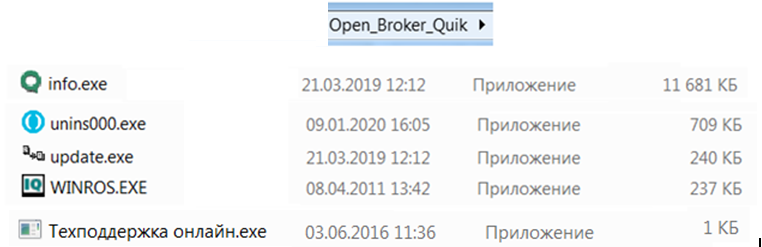 Open_Broker_Quik
info.exe 21.03.2019 12:12 Приложение 11 681 КБ
unins000.exe 09.01.2020 16:05 Приложение 709 КБ
update.exe 21.03.2019 12:12 Приложение 240 КБ
IQ WINROS.EXE 08.04.2011 13:42 Приложение 237 КБ
Техподдержка онлайн.exe 03.06.2016 11:36 Приложение 1 КБ